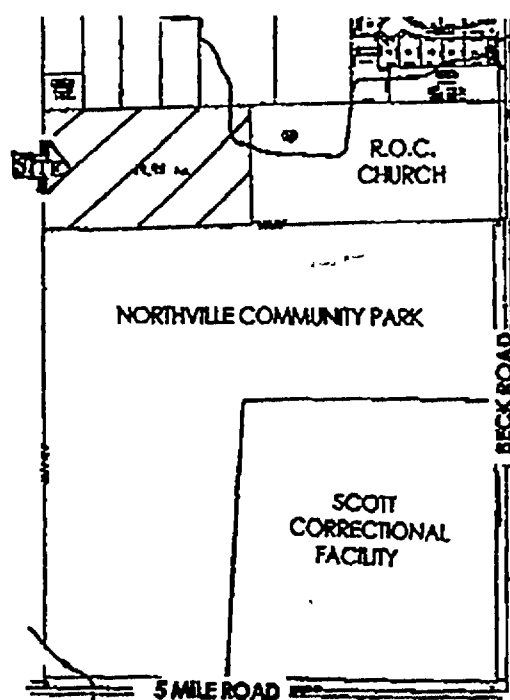 SITE
R.O.C.
CHURCH
NORTHVILLE COMMUNITY PARK
BECK ROAD
SCOTT
CORRECTIONAL
FACILITY
5 MILE ROAD